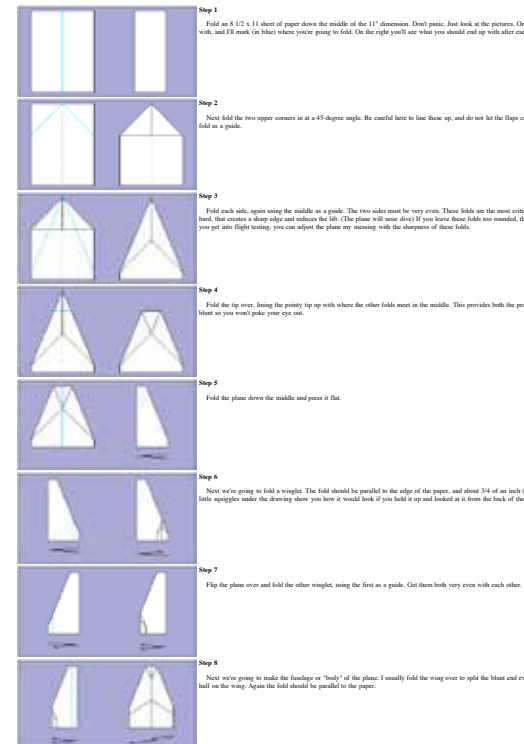 Step 1
Fold an 8 1/2 x 11 sheet of paper down the middle of the 11" dimension. Don't panic. Just look at the pictures. On
with, and I'll mark (in blue) where you're going to fold. On the right you'll see what you should end up with after eac
Step 2
Next fold the two upper corners in at a 45-degree angle. Be careful here to line these up, and do not let the flaps c
fold as a guide.
Step 3
Fold each side, again using the middle as a guide. The two sides must be very even. These folds are the most critic
hard, that creates a sharp edge and reduces the lift. (The plane will nose dive) If you leave these folds too rounded, th
you get into flight testing, you can adjust the plane my messing with the sharpness of these folds.
Step 4
Fold the tip over, lining the pointy tip up with where the other folds meet in the middle. This provides both the pro
blunt so you won't poke your eye out.
Step 5
Fold the plane down the middle and press it flat.
Step 6
Next we're going to fold a winglet. The fold should be parallel to the edge of the paper, and about 3/4 of an inch (
little squiggles under the drawing show you how it would look if you held it up and looked at it from the back of the
Step 7
Flip the plane over and fold the other winglet, using the first as a guide. Get them both very even with each other.
Step 8
Next we're going to make the fuselage or "body" of the plane. I usually fold the wing over to split the blunt end ev
half on the wing. Again the fold should be parallel to the paper.